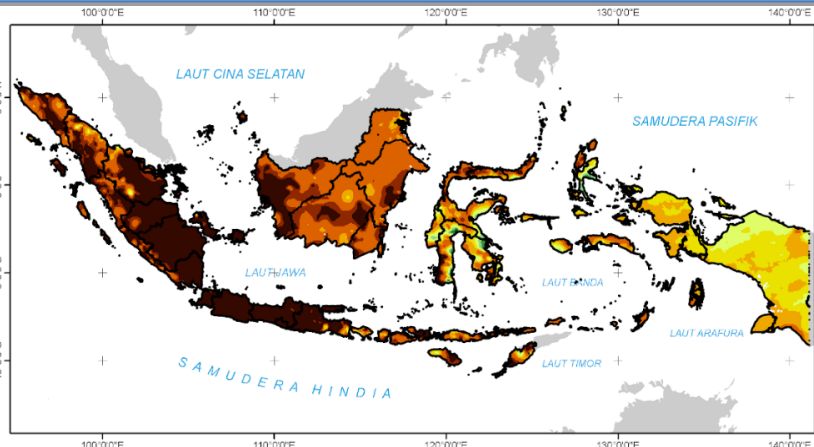 100°0'0"E 110°0'0"E 120°0'0"E 130°0'0"E 140°0'0"E
LAUT CINA SELATAN
SAMUDERA PASIFIK
LAUT JAWA
LAUT BANDA
LAUT ARAFURA
LAUT TIMOR
SAMUDERA HINDIA
100°0'0"E 110°0'0"E 120°0'0"E 130°0'0"E 140°0'0"E